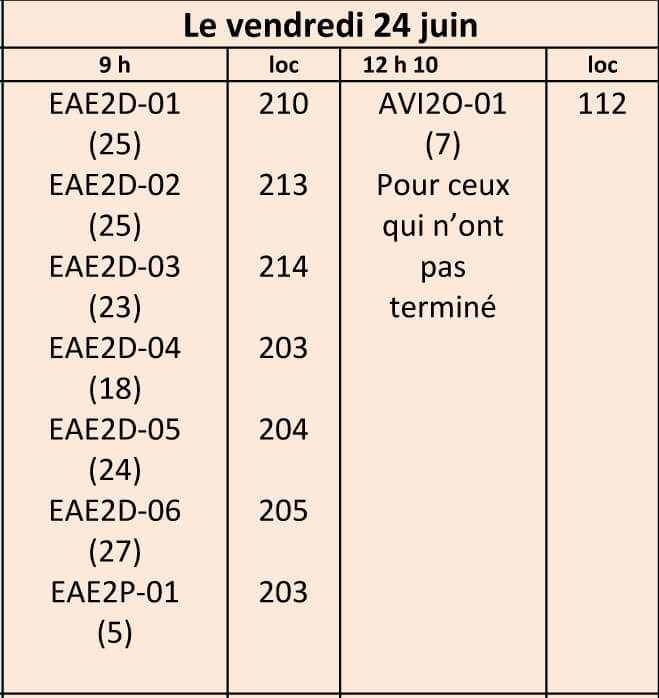 Le vendredi 24 juin
9 h loc 12 h 10 loc
EAE2D-01 210 AVI2O-01 112
(25) (7)
EAE2D-02 213 Pour ceux
(25) qui n’ont
EAE2D-03 214 pas
(23) terminé
EAE2D-04 203
(18)
EAE2D-05 204
(24)
EAE2D-06 205
(27)
EAE2P-01 203
(5)